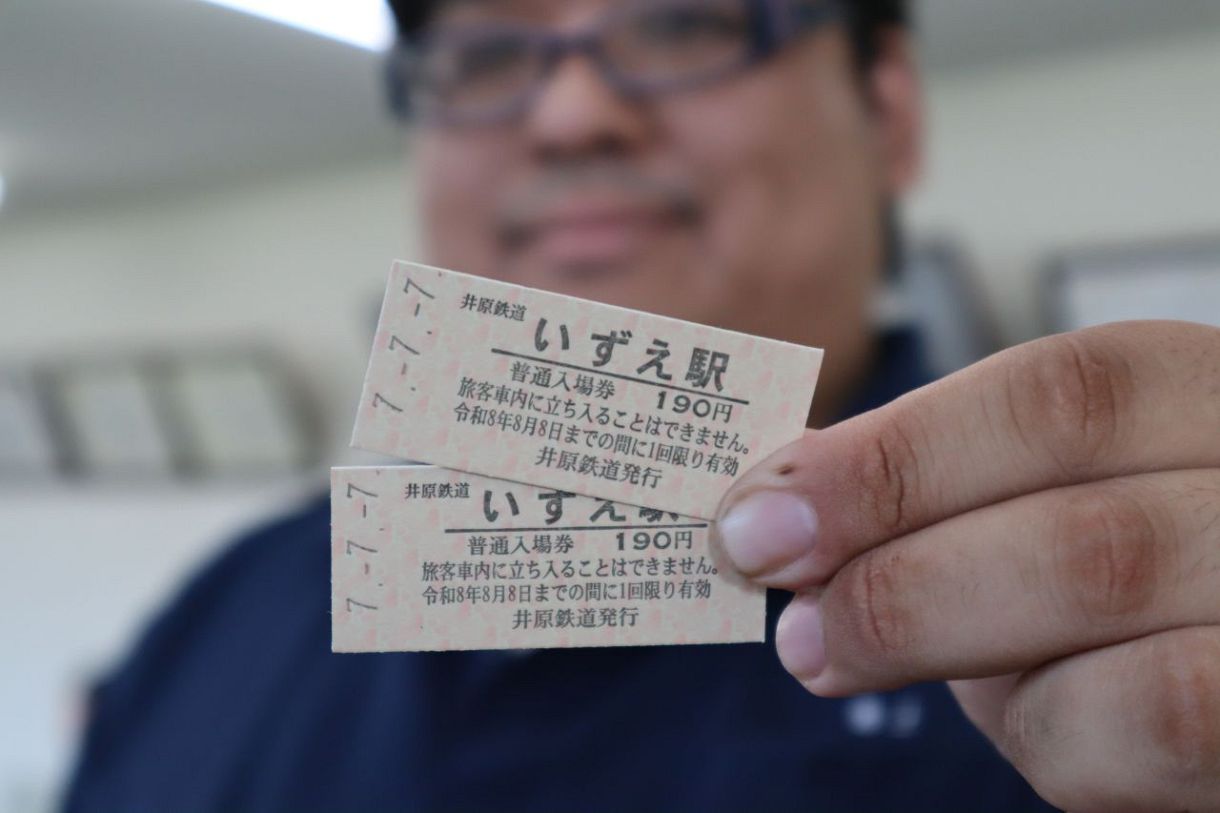 7.-7.-7
井原鉄道
いずえ駅
普通入場券 190円
旅客車内に立ち入ることはできません。
令和8年8月8日までの間に1回限り有効
井原鉄道発行
7.-7.-7
井原鉄道
いずえ駅
普通入場券 190円
旅客車内に立ち入ることはできません。
令和8年8月8日までの間に1回限り有効
井原鉄道発行